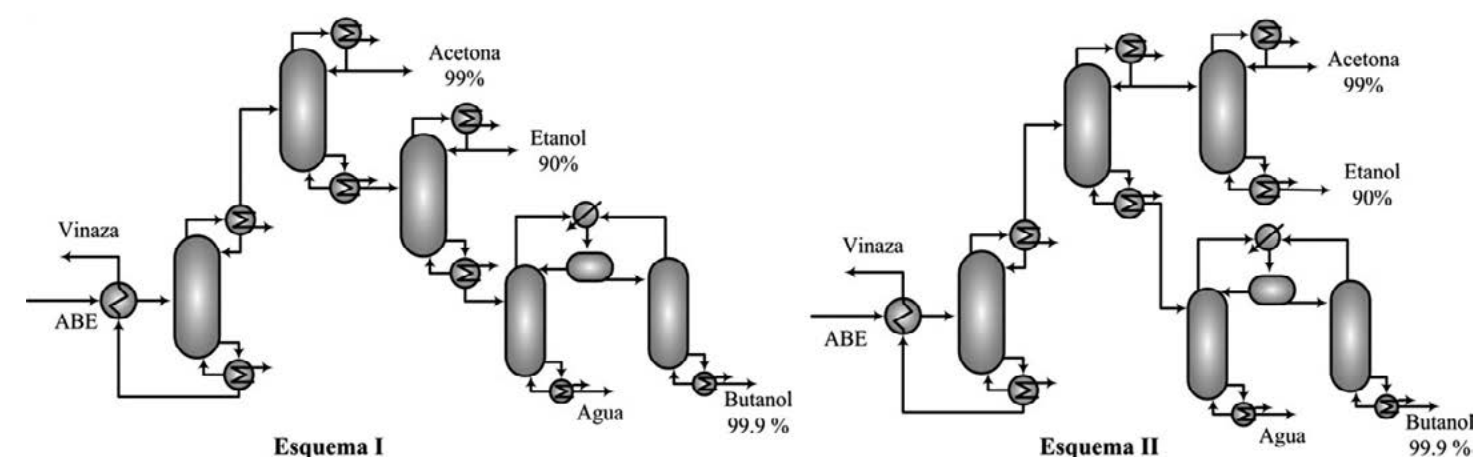 Acetona
99%
Etanol
90%
Vinaza
ABE
Agua
Butanol
99.9 %
Esquema I
Acetona
99%
Etanol
90%
Vinaza
ABE
Agua
Butanol
99.9 %
Esquema II